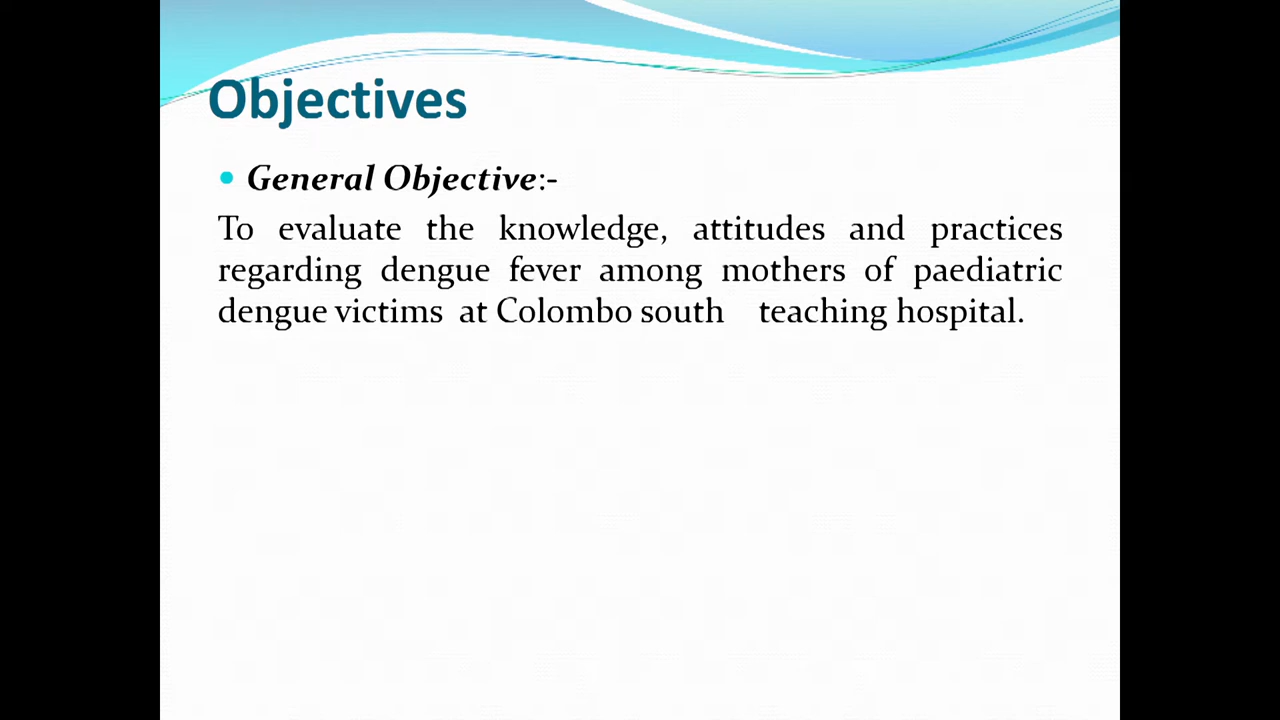 Objectives
• General Objective:-
To evaluate the knowledge, attitudes and practices
regarding dengue fever among mothers of paediatric
dengue victims at Colombo south teaching hospital.